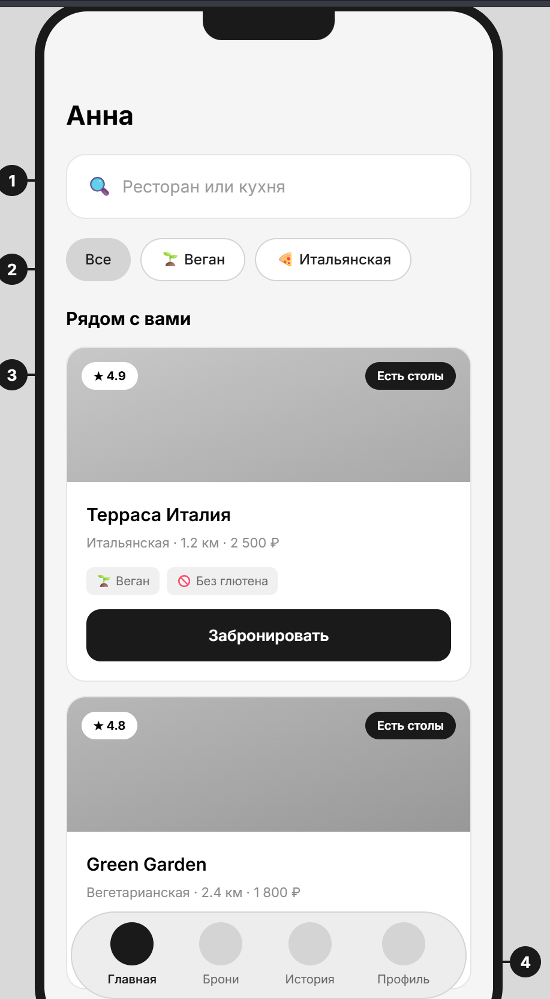 Анна
1
🔍 Ресторан или кухня
2
Все 🌱 Веган 🍕 Итальянская
Рядом с вами
3
★ 4.9 Есть столы
Терраса Италия
Итальянская · 1.2 км · 2 500 ₽
🌱 Веган 🚫 Без глютена
Забронировать
★ 4.8 Есть столы
Green Garden
Вегетарианская · 2.4 км · 1 800 ₽
4
Главная Брони История Профиль